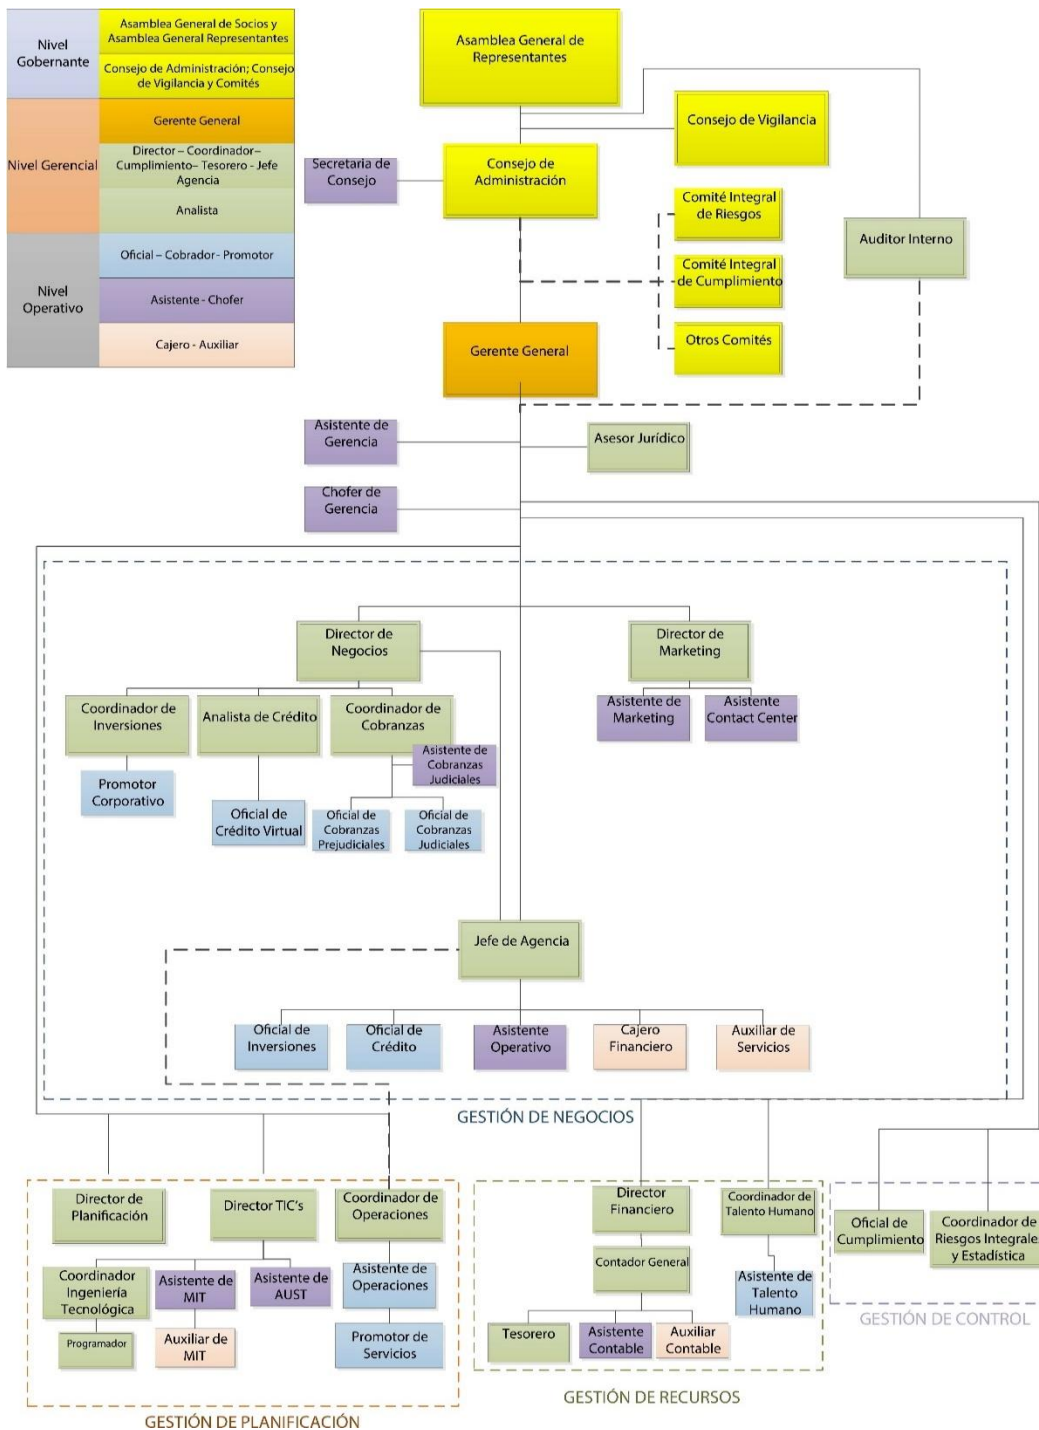 Nivel
Gobernante
Asamblea General de Socios y
Asamblea General Representantes
Consejo de Administración; Consejo
de Vigilancia y Comités
Nivel Gerencial
Gerente General
Director – Coordinador–
Cumplimiento– Tesorero - Jefe
Agencia
Analista
Nivel
Operativo
Oficial – Cobrador- Promotor
Asistente - Chofer
Cajero - Auxiliar
Asamblea General de
Representantes
Consejo de Vigilancia
Secretaria de
Consejo
Consejo de
Administración
Comité Integral
de Riesgos
Auditor Interno
Comité Integral
de Cumplimiento
Otros Comités
Gerente General
Asistente de
Gerencia
Asesor Jurídico
Chofer de
Gerencia
Director de
Negocios
Director de
Marketing
Coordinador de
Inversiones
Analista de Crédito
Coordinador de
Cobranzas
Asistente de
Marketing
Asistente
Contact Center
Asistente de
Cobranzas
Judiciales
Promotor
Corporativo
Oficial de
Crédito Virtual
Oficial de
Cobranzas
Prejudiciales
Oficial de
Cobranzas
Judiciales
Jefe de Agencia
Oficial de
Inversiones
Oficial de
Crédito
Asistente
Operativo
Cajero
Financiero
Auxiliar de
Servicios
GESTIÓN DE NEGOCIOS
Director de
Planificación
Director TIC's
Coordinador de
Operaciones
Coordinador
Ingeniería
Tecnológica
Asistente de
MIT
Asistente de
AUST
Asistente de
Operaciones
Programador
Auxiliar de
MIT
Promotor de
Servicios
GESTIÓN DE PLANIFICACIÓN
Director
Financiero
Coordinador de
Talento Humano
Contador General
Asistente de
Talento
Humano
Tesorero
Asistente
Contable
Auxiliar
Contable
GESTIÓN DE RECURSOS
Oficial de
Cumplimiento
Coordinador de
Riesgos Integrale
y Estadística
GESTIÓN DE CONTROL